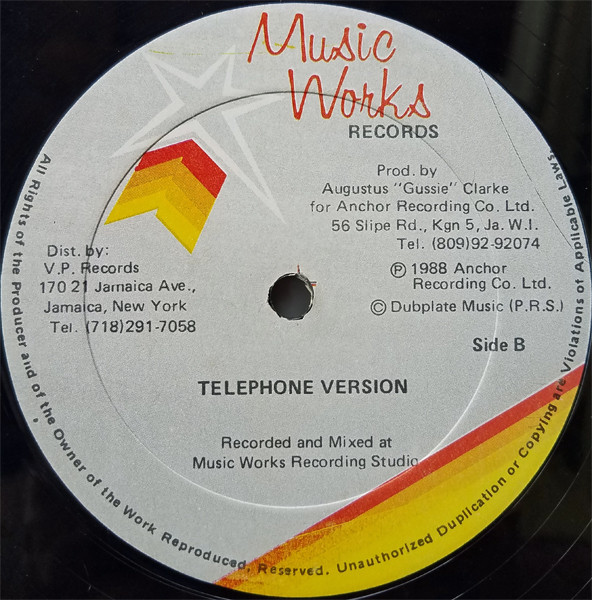 Music
Works
RECORDS
Prod. by
Augustus "Gussie" Clarke
for Anchor Recording Co. Ltd.
56 Slipe Rd., Kgn 5, Ja. W.I.
Tel. (809)92-92074
Dist. by:
V.P. Records
170 21 Jamaica Ave.,
Jamaica, New York
Tel. (718)291-7058
℗ 1988 Anchor
Recording Co. Ltd.
© Dubplate Music (P.R.S.)
Side B
TELEPHONE VERSION
Recorded and Mixed at
Music Works Recording Studio
All Rights of the Producer and of the Owner of the Work Reproduced, Reserved. Unauthorized Duplication or Copying are Violations of Applicable Laws.